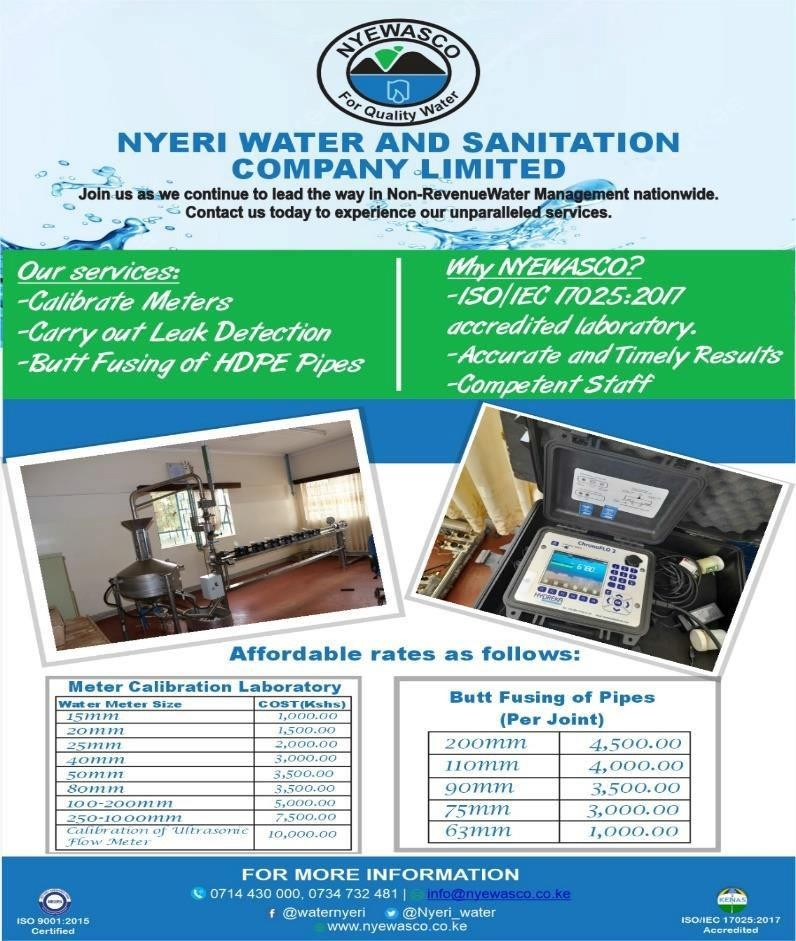 NYEWASCO
For Quality Water
NYERI WATER AND SANITATION
COMPANY LIMITED
Join us as we continue to lead the way in Non-RevenueWater Management nationwide.
Contact us today to experience our unparalleled services.
Our services:
-Calibrate Meters
-Carry out Leak Detection
-Butt Fusing of HDPE Pipes
Why NYEWASCO?
-ISO/IEC 17025:2017
accredited laboratory.
-Accurate and Timely Results
-Competent Staff
ChronoFLO 2
HYDREKA
Affordable rates as follows:
Meter Calibration Laboratory
Water Meter Size COST(Kshs)
15mm 1,000.00
20mm 1,500.00
25mm 2,000.00
40mm 3,000.00
50mm 3,500.00
80mm 3,500.00
100-200mm 5,000.00
250-1000mm 7,500.00
Calibration of Ultrasonic
Flow Meter 10,000.00
Butt Fusing of Pipes
(Per Joint)
200mm 4,500.00
110mm 4,000.00
90mm 3,500.00
75mm 3,000.00
63mm 1,000.00
FOR MORE INFORMATION
0714 430 000, 0734 732 481 | info@nyewasco.co.ke
@waternyeri @Nyeri_water
www.nyewasco.co.ke
ISO 9001:2015
Certified
KENAS
ISO/IEC 17025:2017
Accredited